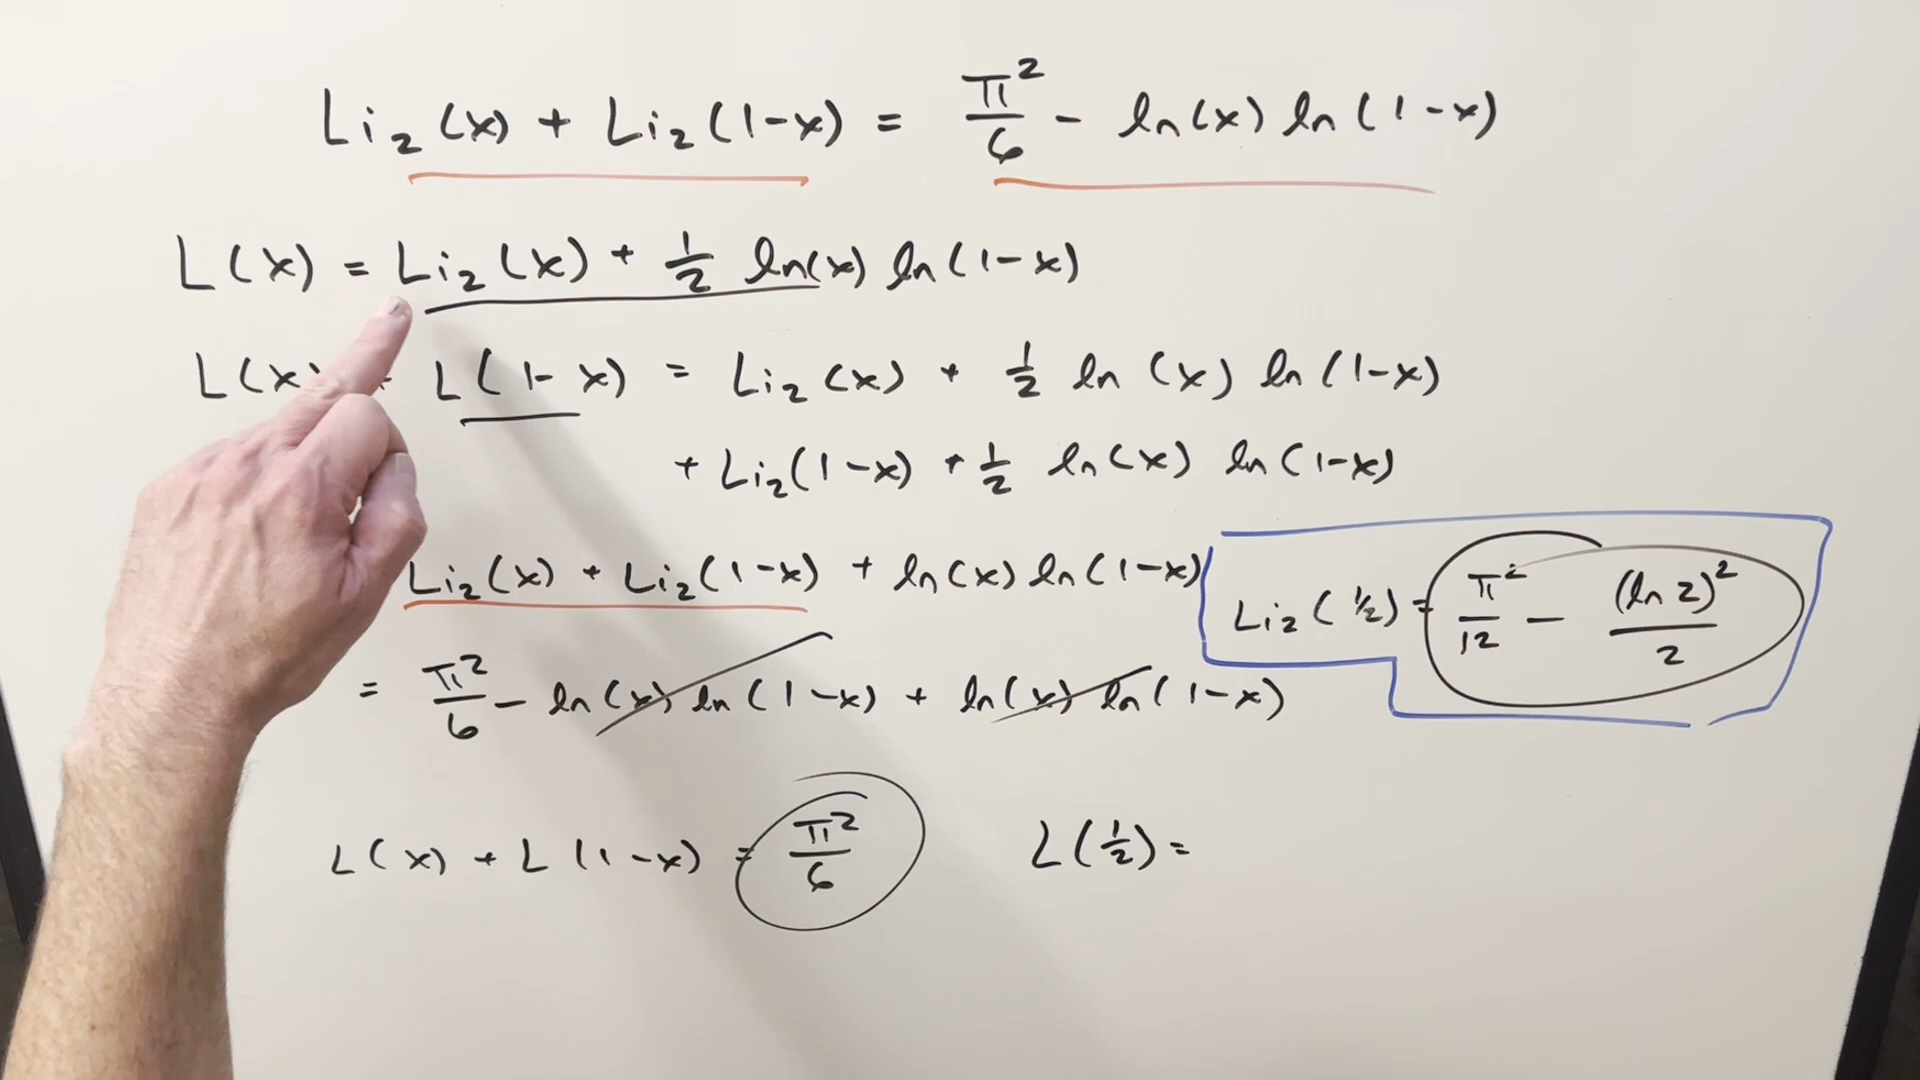 Li₂(x) + Li₂(1-x) = π²/6 - ln(x) ln(1-x)
L(x) = Li₂(x) + 1/2 ln(x) ln(1-x)
L(x) L(1-x) = Li₂(x) + 1/2 ln(x) ln(1-x)
+ Li₂(1-x) + 1/2 ln(x) ln(1-x)
Li₂(x) + Li₂(1-x) + ln(x) ln(1-x)
Li₂(1/2) = π²/12 - (ln 2)²/2
= π²/6 - ln(x) ln(1-x) + ln(x) ln(1-x)
L(x) + L(1-x) = π²/6
L(1/2) =